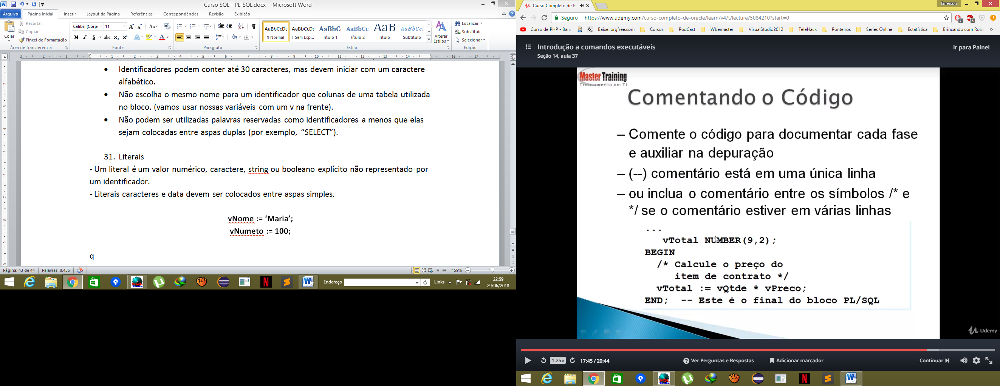 Curso SQL - PL-SQL.docx - Microsoft Word
Arquivo Página Inicial Inserir Layout da Página Referências Correspondências Revisão Exibição
Colar
Recortar
Copiar
Pincel de Formatação
Área de Transferência
Calibri (Corpo 11
Fonte
Parágrafo
AaBbCcDc AaBbCcDc AaBbC AaBbCc AaB AaBbCc.
¶ Normal ¶ Sem Esp... Título 1 Título 2 Título Subtítulo
Alterar
Estilos
Estilo
Localizar
Substituir
Selecionar
Edição
• Identificadores podem conter até 30 caracteres, mas devem iniciar com um caractere
alfabético.
• Não escolha o mesmo nome para um identificador que colunas de uma tabela utilizada
no bloco. (vamos usar nossas variáveis com um v na frente).
• Não podem ser utilizadas palavras reservadas como identificadores a menos que elas
sejam colocadas entre aspas duplas (por exemplo, “SELECT”).
31. Literais
- Um literal é um valor numérico, caractere, string ou booleano explícito não representado por
um identificador.
- Literais caracteres e data devem ser colocados entre aspas simples.
vNome := ‘Maria’;
vNumeto := 100;
q
Página: 43 de 44 Palavras: 8.435 159%
Endereço Links 22:59
29/06/2018
Curso Completo de Ba
Emerson
Seguro https://www.udemy.com/curso-completo-de-oracle/learn/v4/t/lecture/5084210?start=0
Curso de PHP - Banc Baixei.orgfree.com Cursos PodCast Wbemaster VisualStudio2012 TeleHack Ponteiros Series Online Estatística Brincando com Robs »
Introdução a comandos executáveis
Seção 14, aula 37
Ir para Painel
Master Training
Treinamento em TI
Comentando o Código
– Comente o código para documentar cada fase
e auxiliar na depuração
– (--) comentário está em uma única linha
– ou inclua o comentário entre os símbolos /* e
*/ se o comentário estiver em várias linhas
...
vTotal NUMBER(9,2);
BEGIN
/* Calcule o preço do
item de contrato */
vTotal := vQtde * vPreco;
END; -- Este é o final do bloco PL/SQL
Udemy
1.25x 17:45 / 20:44 Ver Perguntas e Respostas Adicionar marcador Continuar